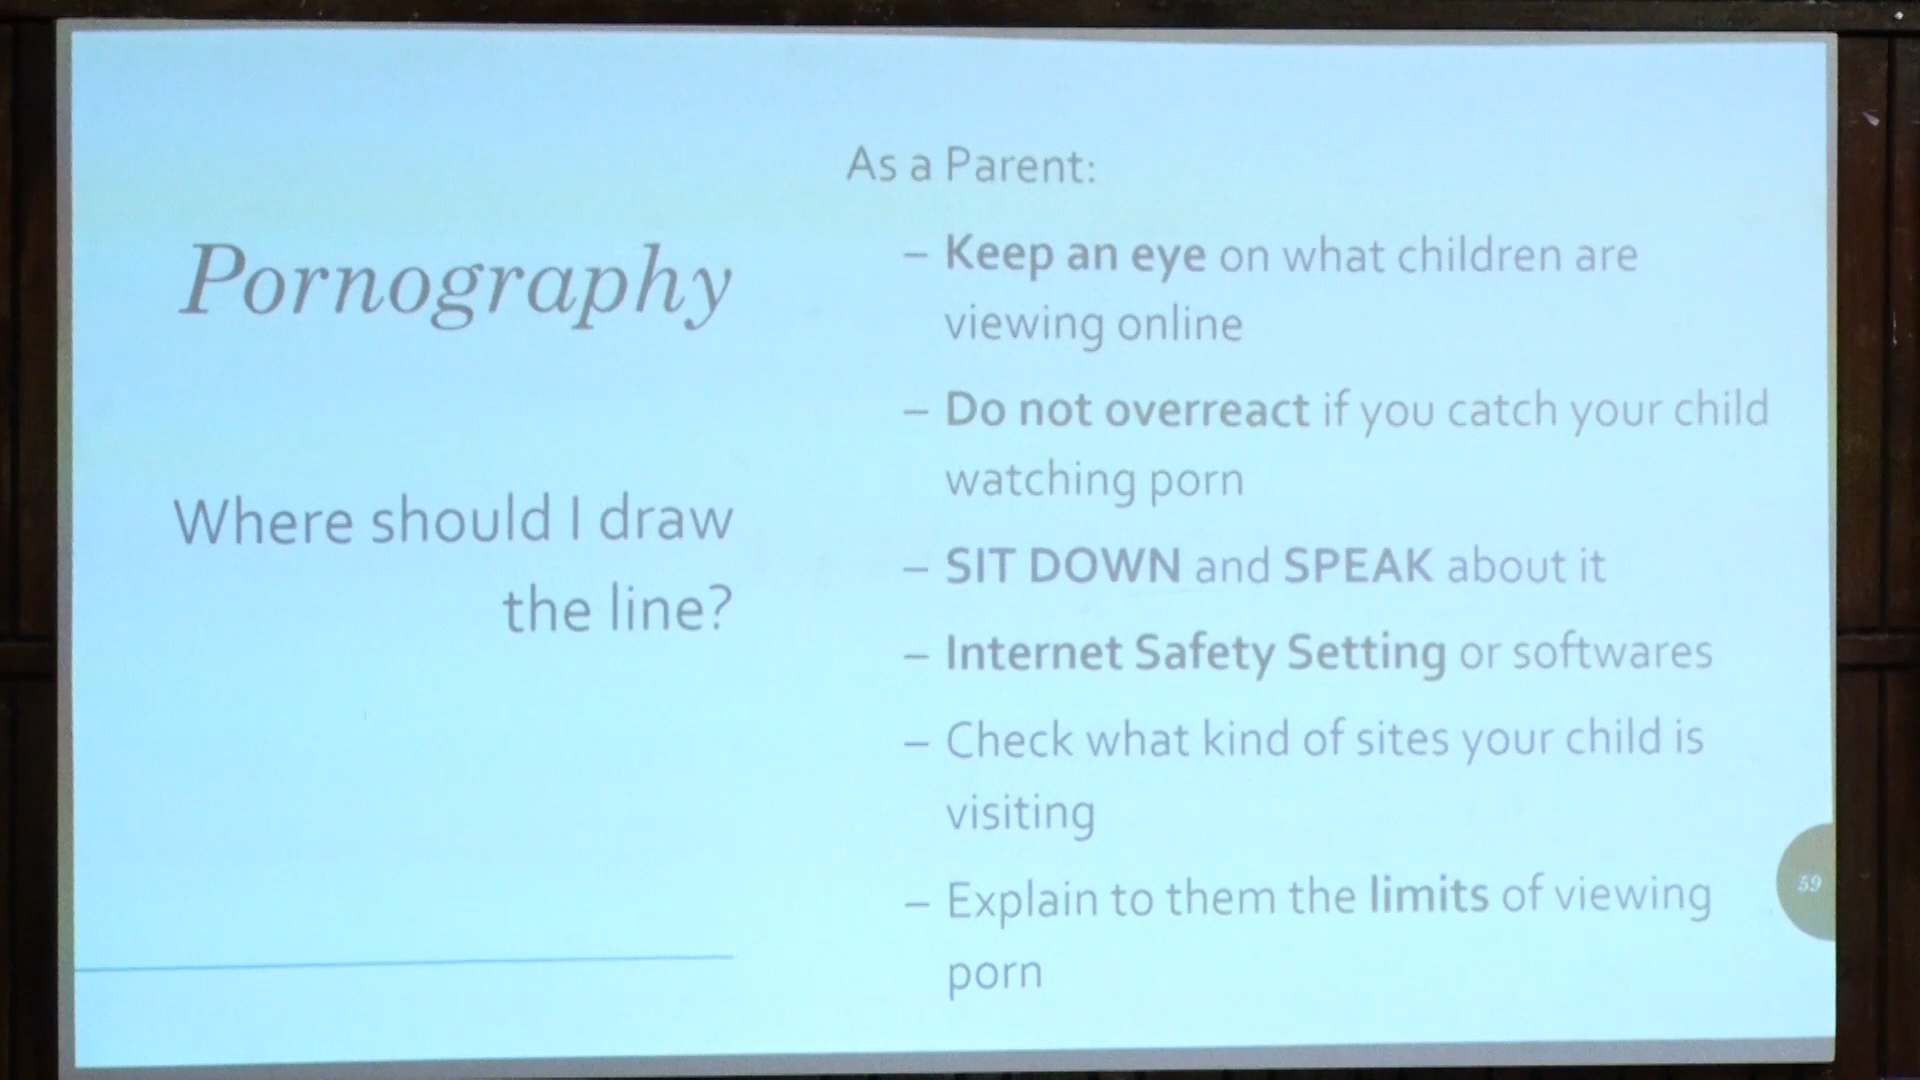 Pornography
Where should I draw
the line?
As a Parent:
– Keep an eye on what children are
viewing online
– Do not overreact if you catch your child
watching porn
– SIT DOWN and SPEAK about it
– Internet Safety Setting or softwares
– Check what kind of sites your child is
visiting
– Explain to them the limits of viewing
porn
59